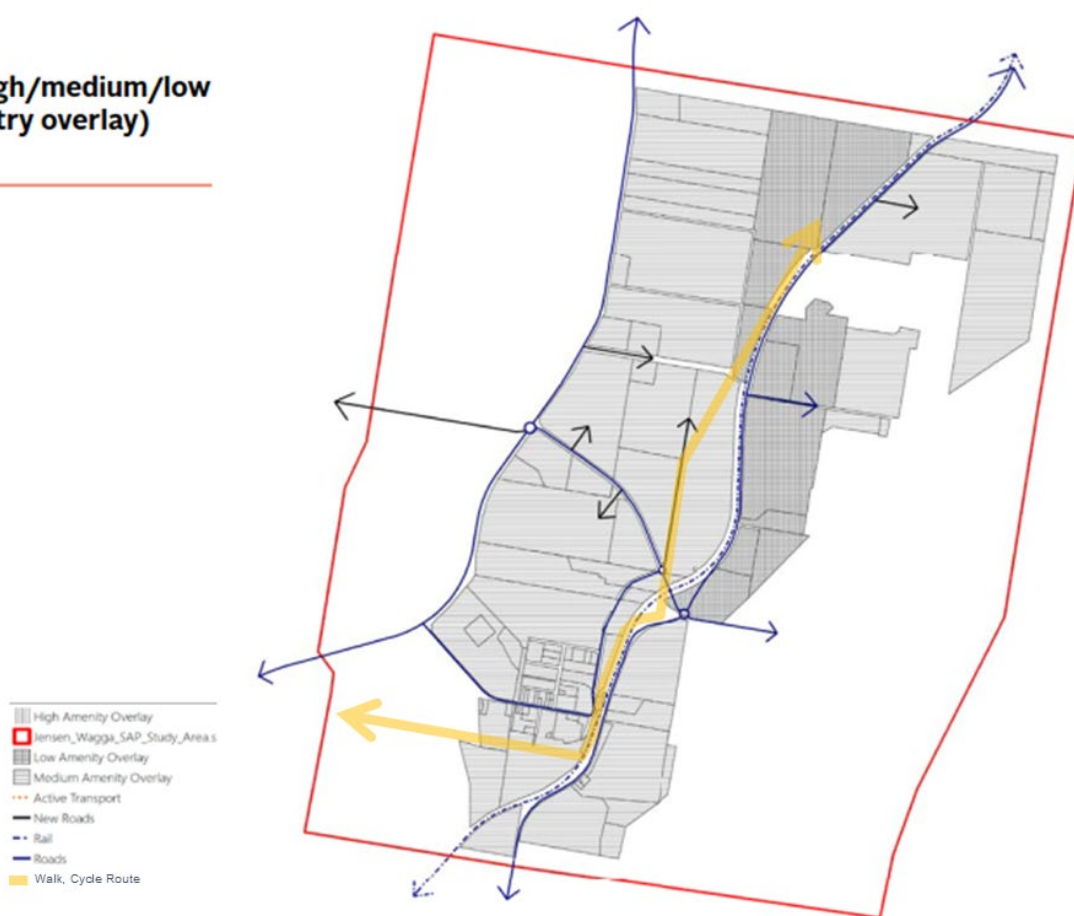 gh/medium/low
try overlay)
High Amenity Overlay
Jensen_Wagga_SAP_Study_Area.s
Low Amenity Overlay
Medium Amenity Overlay
Active Transport
New Roads
Rail
Roads
Walk, Cycle Route